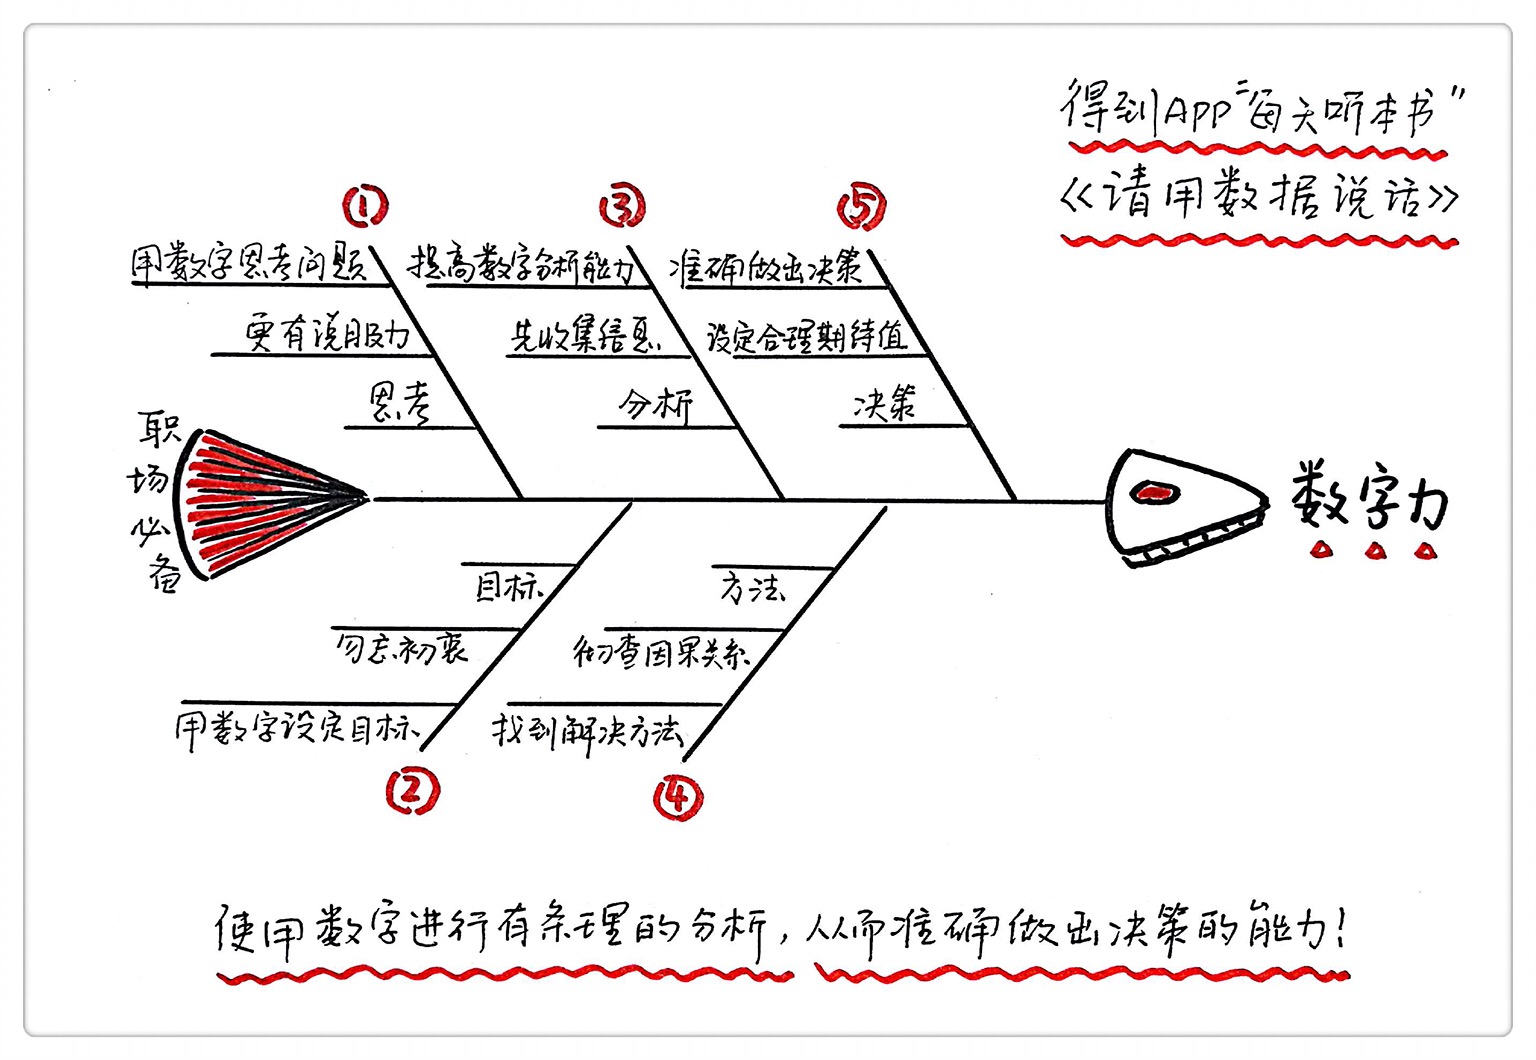 得到APP“每天听本书”
《请用数据说话》
①
用数字思考问题
更有说服力
思考
③
提高数字分析能力
先收集信息
分析
⑤
准确做出决策
设定合理期待值
决策
职场必备
数字力
目标
勿忘初衷
用数字设定目标
②
方法
彻查因果关系
找到解决方法
④
使用数字进行有条理的分析,从而准确做出决策的能力!